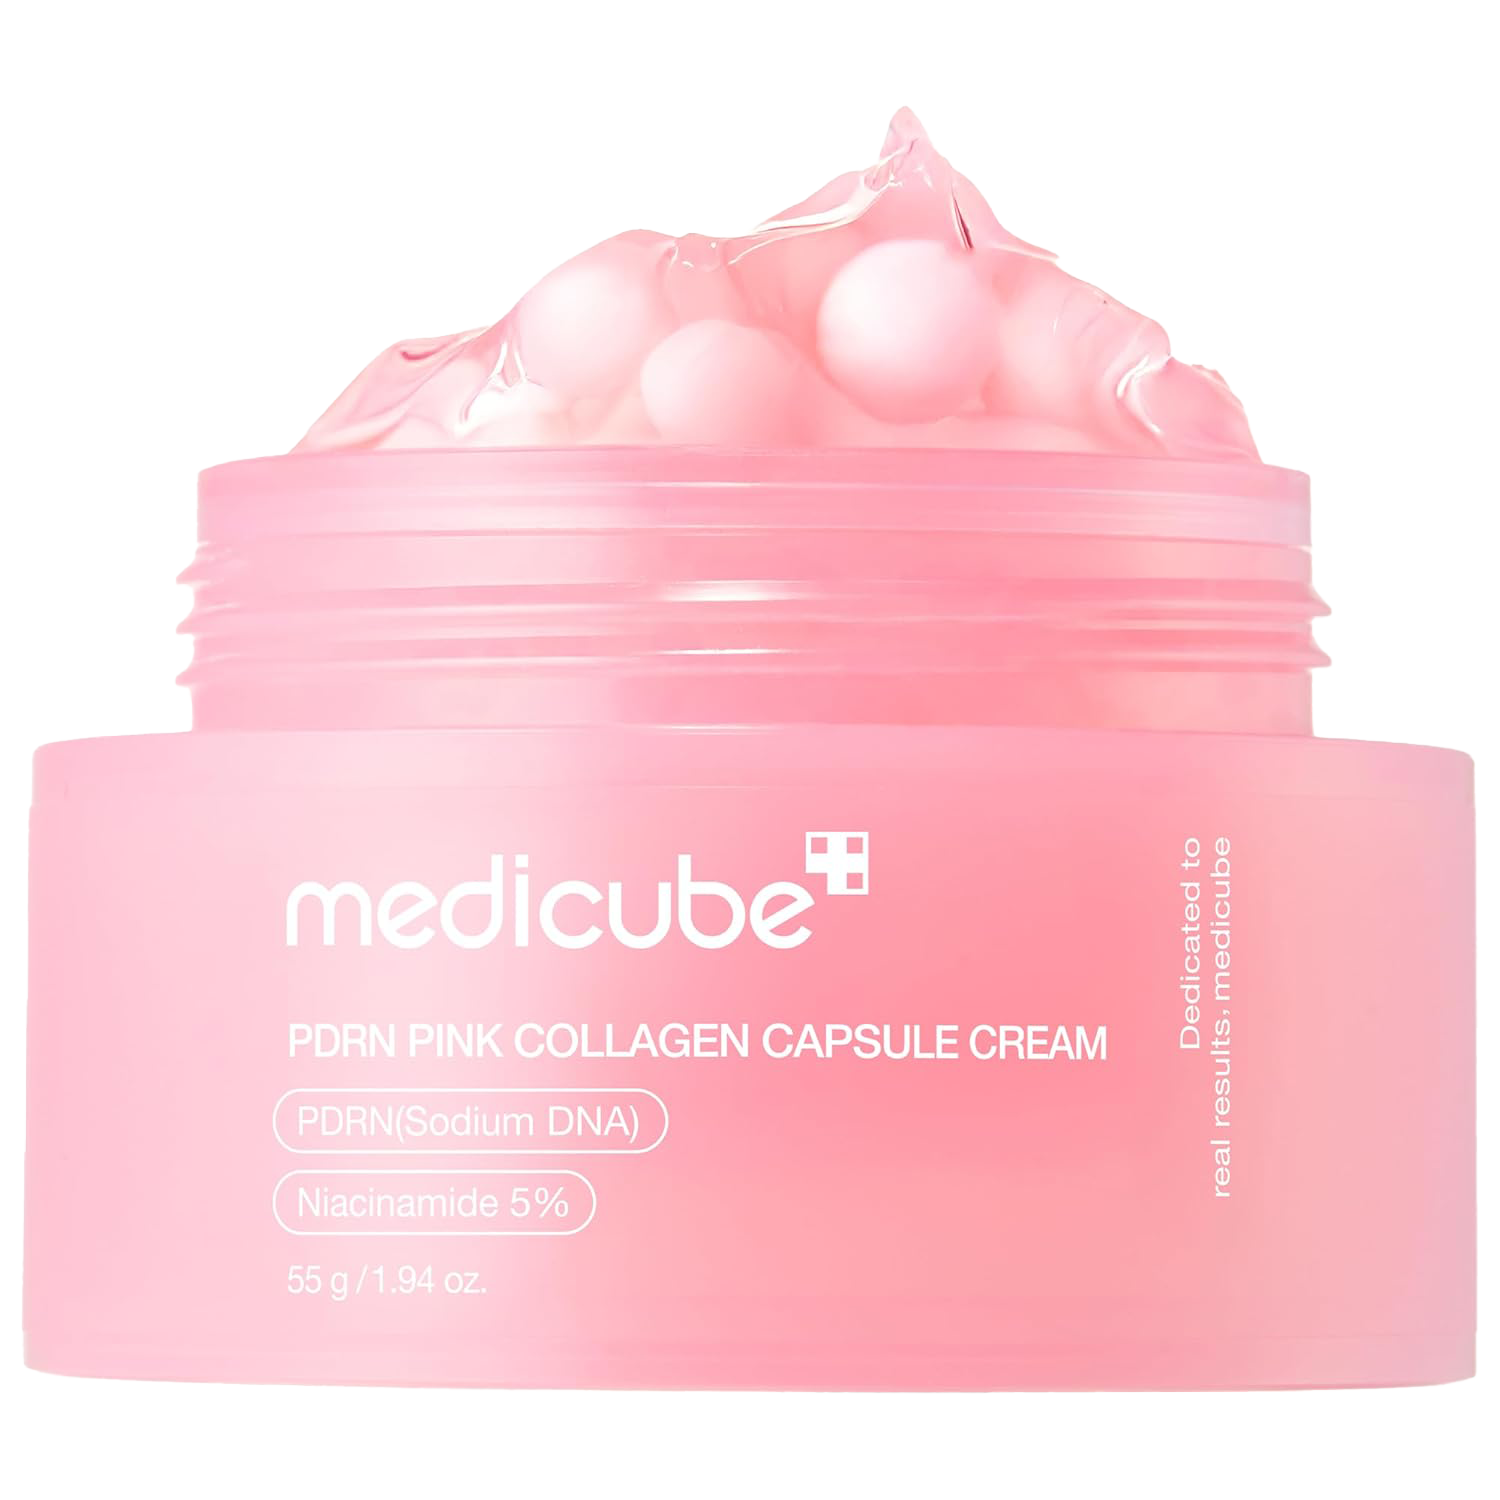 medicube
PDRN PINK COLLAGEN CAPSULE CREAM
PDRN(Sodium DNA)
Niacinamide 5%
55 g / 1.94 oz.
Dedicated to
real results, medicube